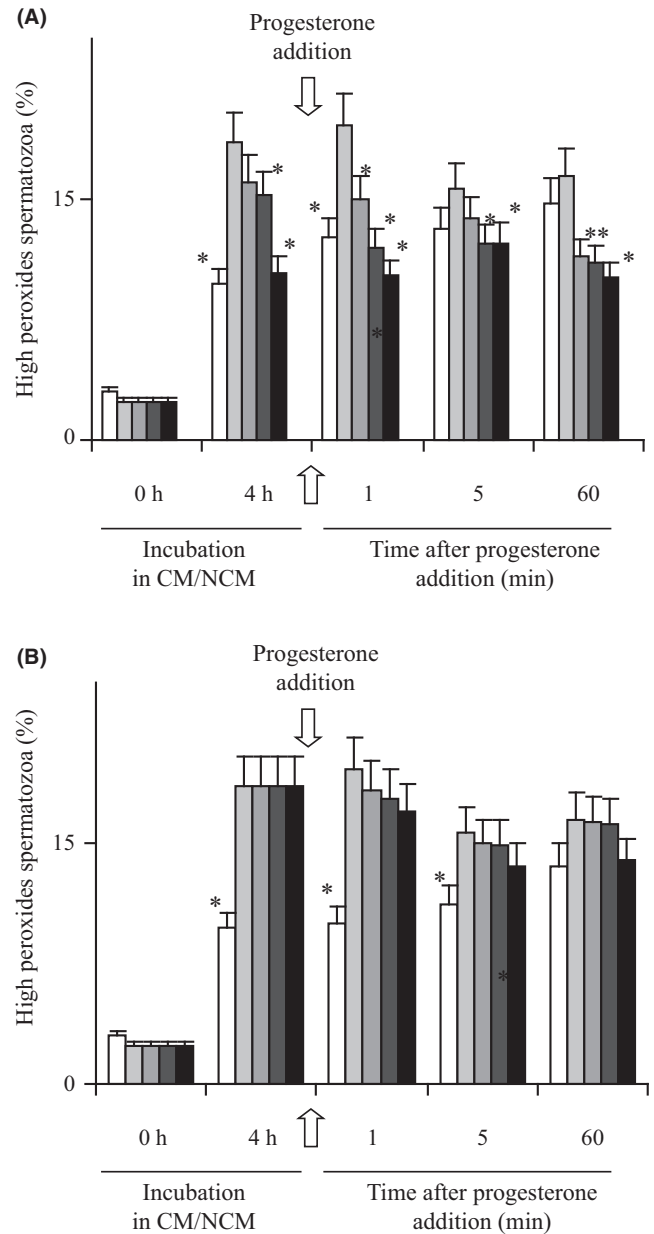 (A)
Progesterone
addition
High peroxides spermatozoa (%)
15
0
* * * * * * * * * * * * *
0 h 4 h 1 5 60
Incubation
in CM/NCM
Time after progesterone
addition (min)
(B)
Progesterone
addition
High peroxides spermatozoa (%)
15
0
* * * *
0 h 4 h 1 5 60
Incubation
in CM/NCM
Time after progesterone
addition (min)